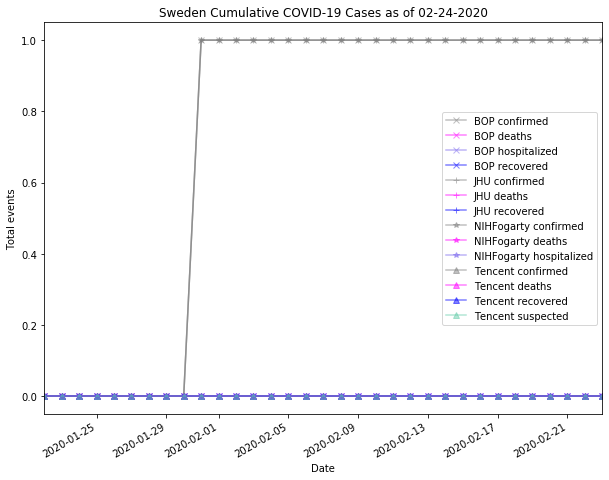 Sweden Cumulative COVID-19 Cases as of 02-24-2020
1.0
0.8
0.6
0.4
0.2
0.0
Total events
BOP confirmed
BOP deaths
BOP hospitalized
BOP recovered
JHU confirmed
JHU deaths
JHU recovered
NIHFogarty confirmed
NIHFogarty deaths
NIHFogarty hospitalized
Tencent confirmed
Tencent deaths
Tencent recovered
Tencent suspected
2020-01-25
2020-01-29
2020-02-01
2020-02-05
2020-02-09
2020-02-13
2020-02-17
2020-02-21
Date